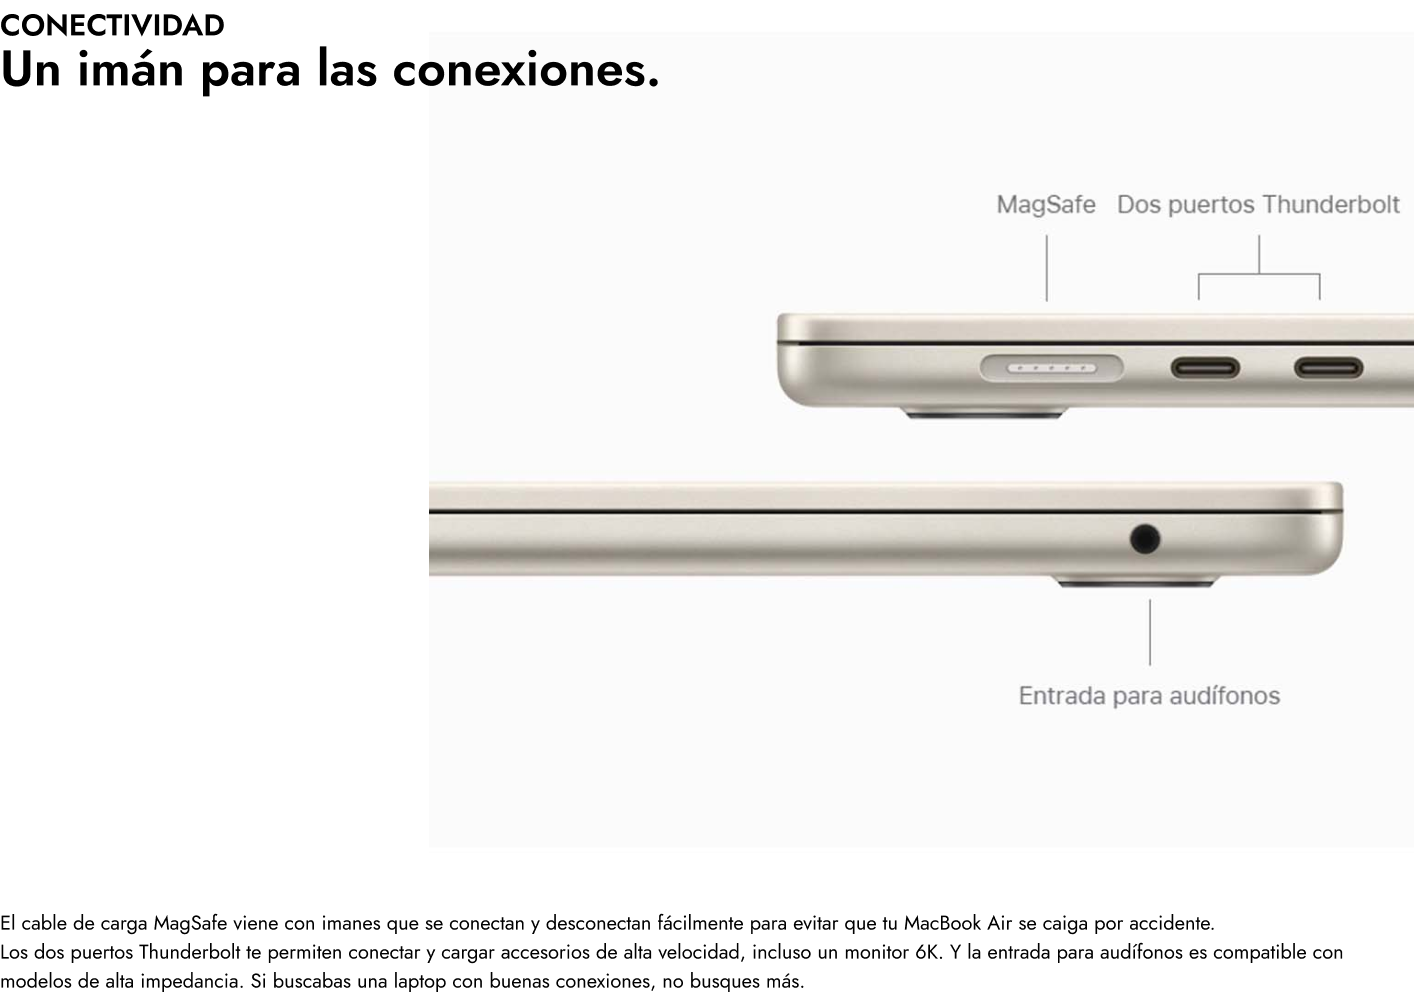 CONECTIVIDAD
Un imán para las conexiones.
MagSafe Dos puertos Thunderbolt
Entrada para audífonos
El cable de carga MagSafe viene con imanes que se conectan y desconectan fácilmente para evitar que tu MacBook Air se caiga por accidente.
Los dos puertos Thunderbolt te permiten conectar y cargar accesorios de alta velocidad, incluso un monitor 6K. Y la entrada para audífonos es compatible con
modelos de alta impedancia. Si buscabas una laptop con buenas conexiones, no busques más.